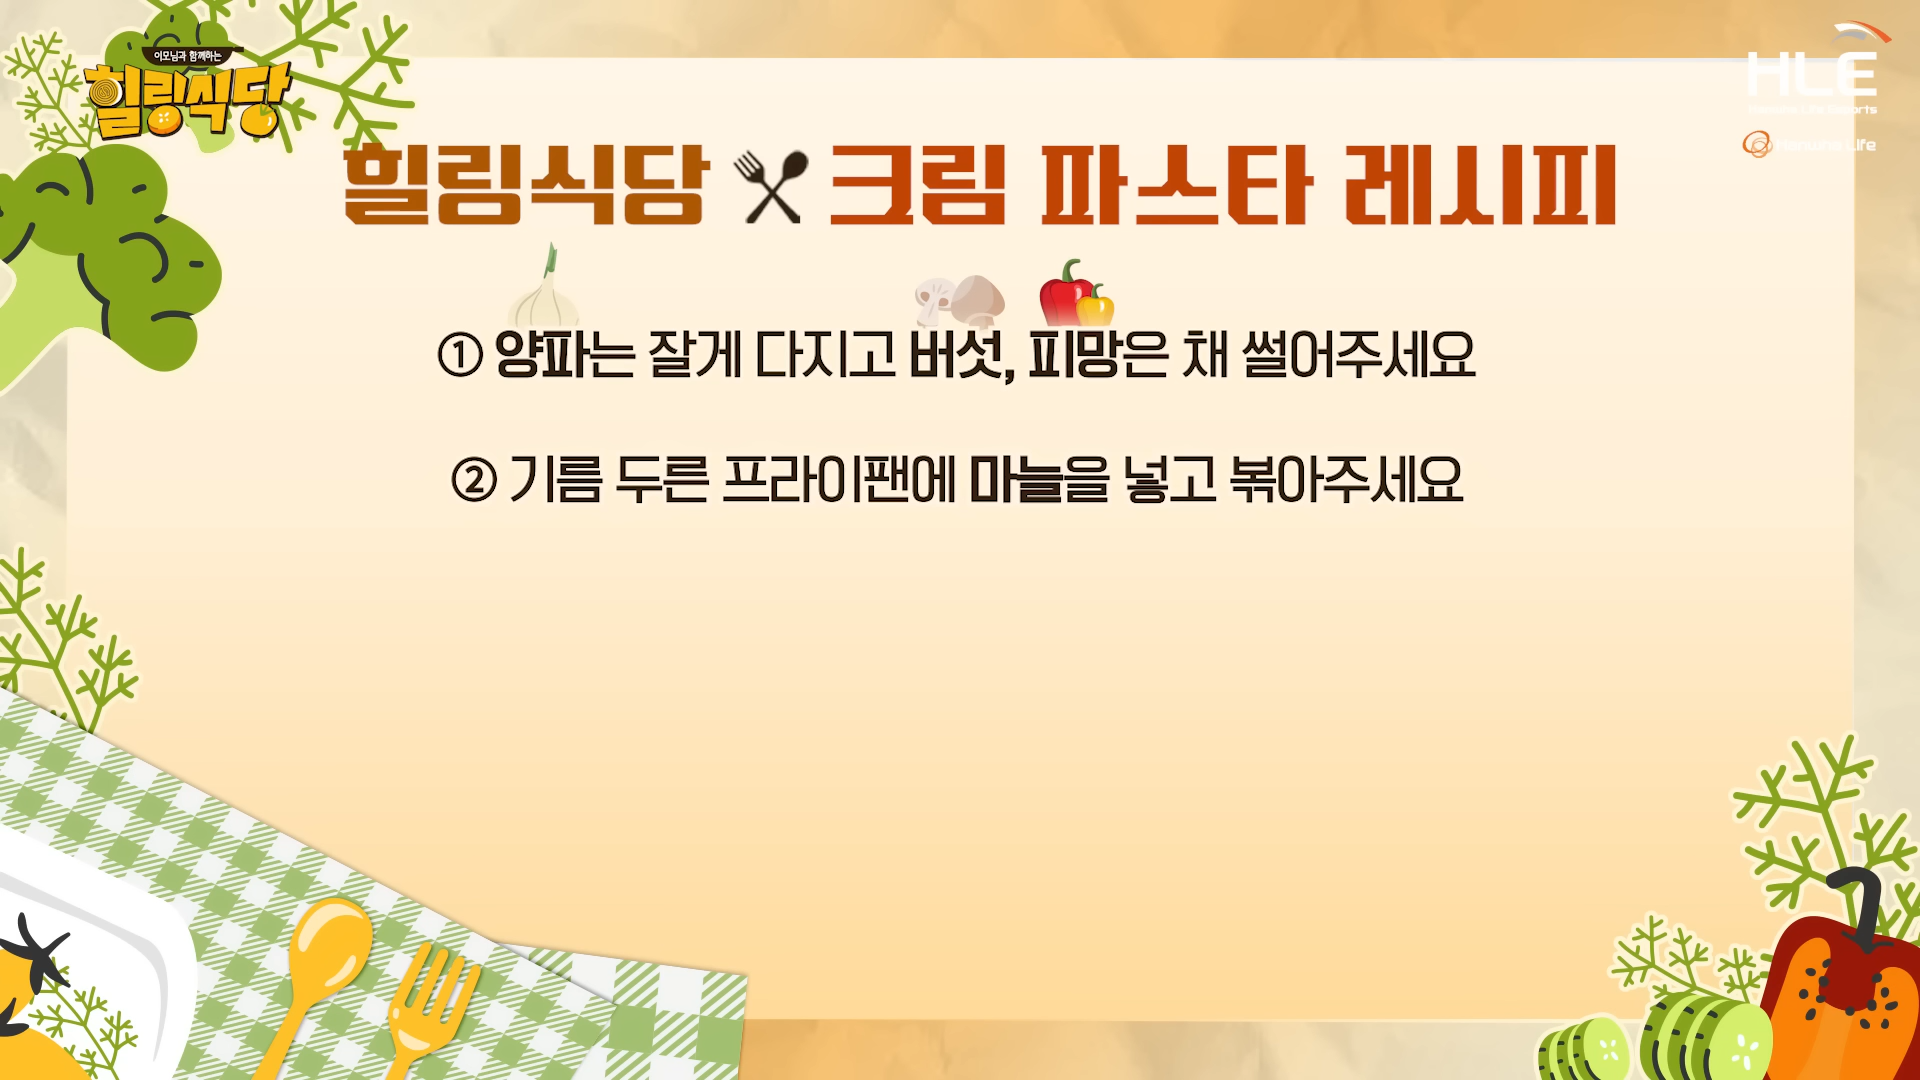 이모님과 함께하는
힐링식당
HLE
힐링식당 크림 파스타 레시피
① 양파는 잘게 다지고 버섯, 피망은 채 썰어주세요
② 기름 두른 프라이팬에 마늘을 넣고 볶아주세요